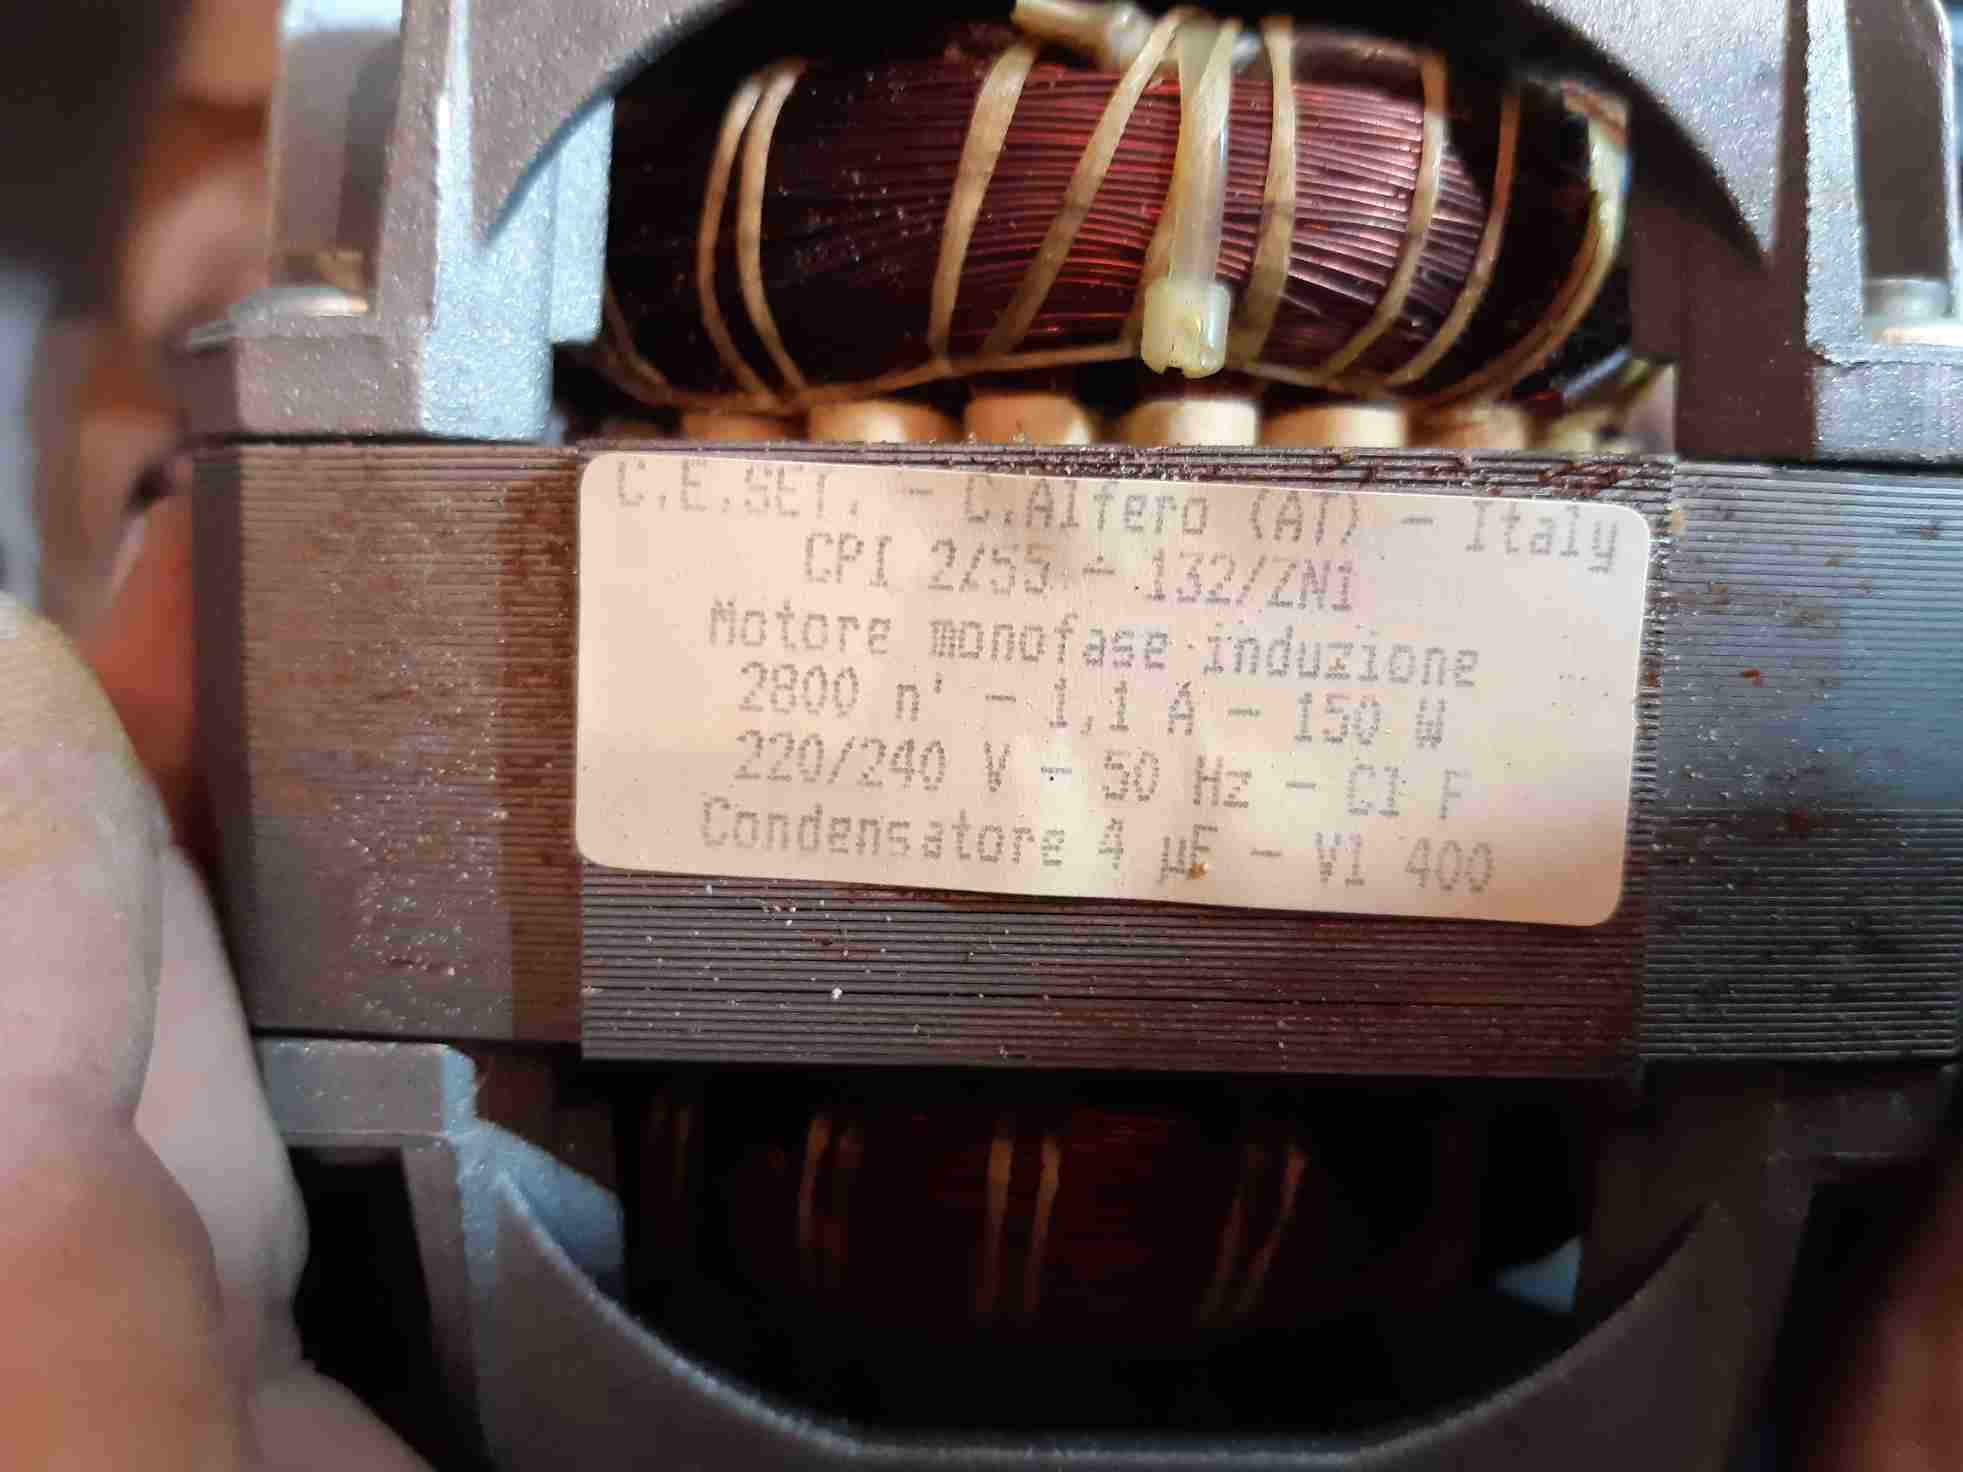 C.E.SET. - C.Alfero (AT) - Italy
CPI 2/55 - 132/ZN1
Motore monofase induzione
2800 n' - 1,1 A - 150 W
220/240 V - 50 Hz - Cl F
Condensatore 4 µF - Vl 400